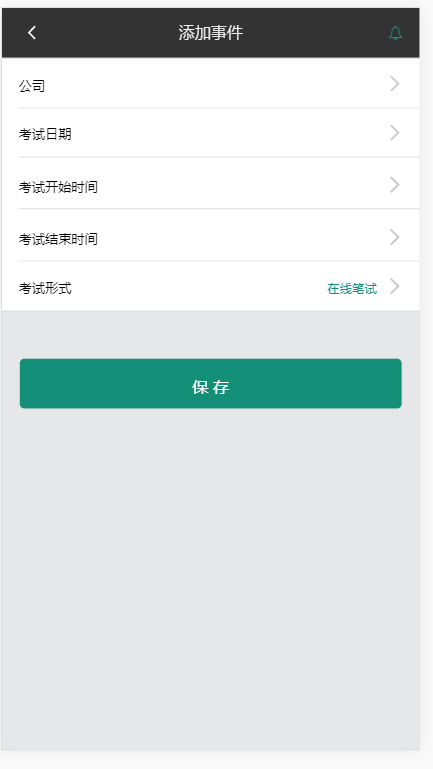 添加事件
公司
考试日期
考试开始时间
考试结束时间
考试形式 在线笔试
保存